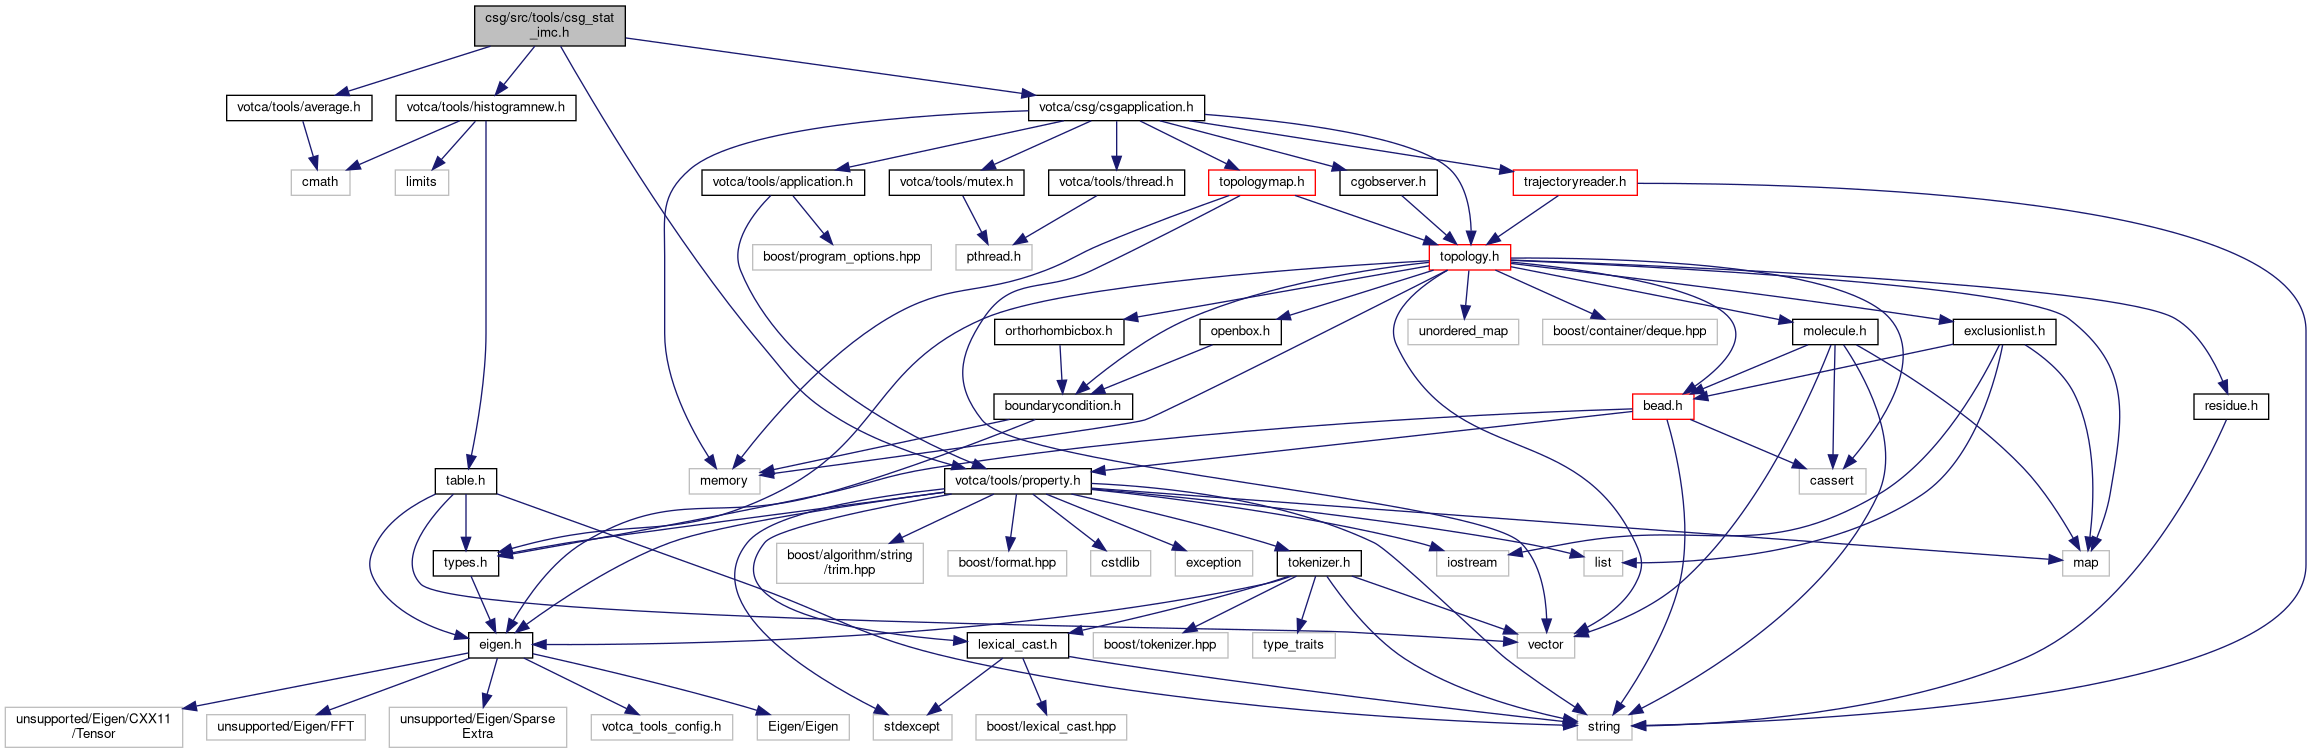 csg/src/tools/csg_stat
_imc.h
votca/tools/average.h
votca/tools/histogramnew.h
votca/csg/csgapplication.h
cmath
limits
votca/tools/application.h
votca/tools/mutex.h
votca/tools/thread.h
topologymap.h
cgobserver.h
trajectoryreader.h
boost/program_options.hpp
pthread.h
topology.h
orthorhombicbox.h
openbox.h
unordered_map
boost/container/deque.hpp
molecule.h
exclusionlist.h
boundarycondition.h
bead.h
residue.h
table.h
memory
votca/tools/property.h
cassert
types.h
boost/algorithm/string
/trim.hpp
boost/format.hpp
cstdlib
exception
tokenizer.h
iostream
list
map
eigen.h
lexical_cast.h
boost/tokenizer.hpp
type_traits
vector
unsupported/Eigen/CXX11
/Tensor
unsupported/Eigen/FFT
unsupported/Eigen/Sparse
Extra
votca_tools_config.h
Eigen/Eigen
stdexcept
boost/lexical_cast.hpp
string